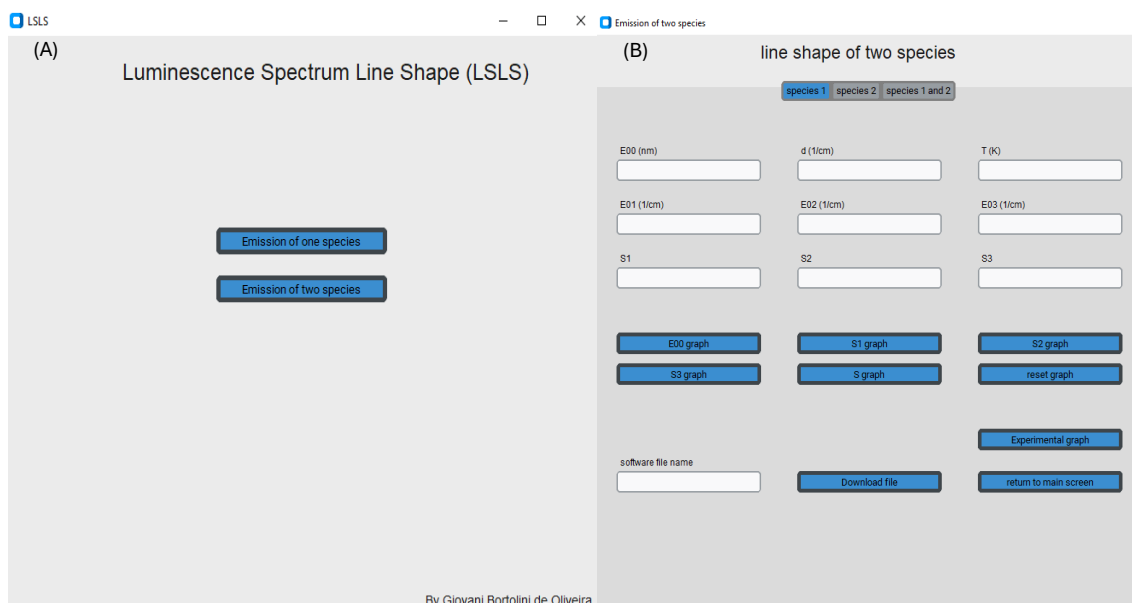 LSLS
(A)
Luminescence Spectrum Line Shape (LSLS)
Emission of one species
Emission of two species
By Giovani Bortolini de Oliveira
Emission of two species
(B)
line shape of two species
species 1 species 2 species 1 and 2
E00 (nm) d (1/cm) T (K)
E01 (1/cm) E02 (1/cm) E03 (1/cm)
S1 S2 S3
E00 graph S1 graph S2 graph
S3 graph S graph reset graph
Experimental graph
software file name
Download file return to main screen